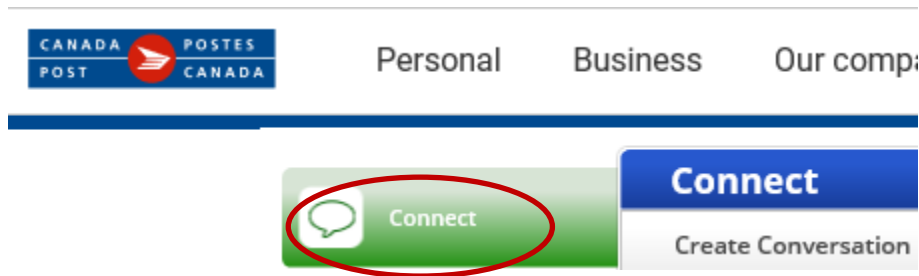 CANADA POSTES
POST CANADA
Personal Business Our compa
Connect
Connect
Create Conversation